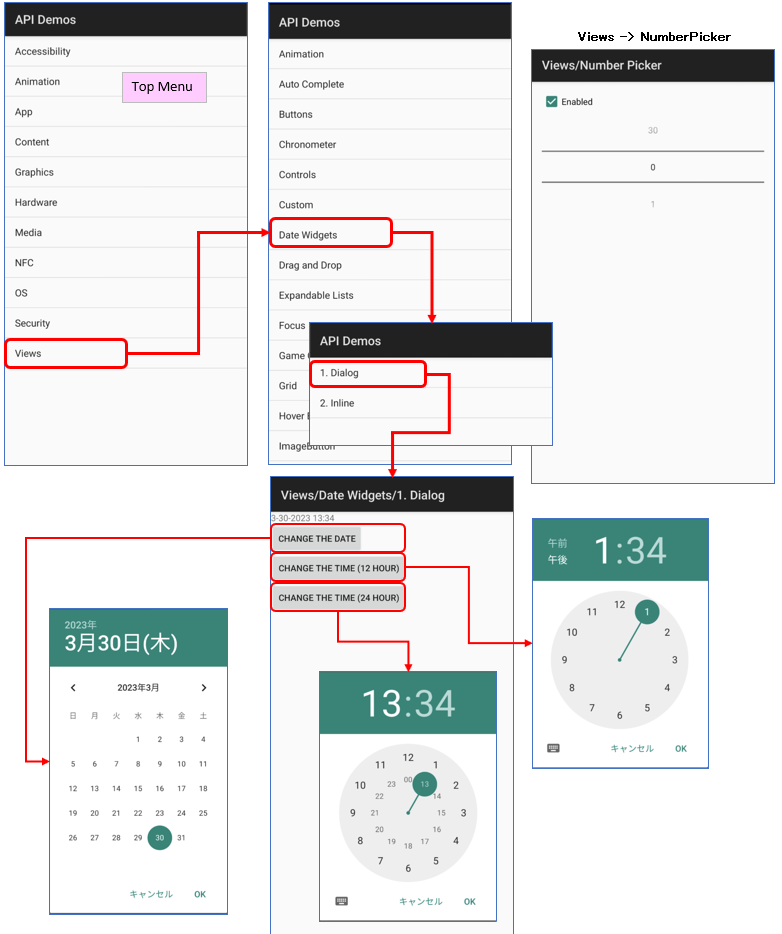 API Demos
Accessibility
Animation
Top Menu
App
Content
Graphics
Hardware
Media
NFC
OS
Security
Views
API Demos
Animation
Auto Complete
Buttons
Chronometer
Controls
Custom
Date Widgets
Drag and Drop
Expandable Lists
Focus
Game
Grid
Hover
ImageButton
Views -> NumberPicker
Views/Number Picker
Enabled
30
0
1
API Demos
1. Dialog
2. Inline
Views/Date Widgets/1. Dialog
3-30-2023 13:34
CHANGE THE DATE
CHANGE THE TIME (12 HOUR)
CHANGE THE TIME (24 HOUR)
2023年
3月30日(木)
2023年3月
日 月 火 水 木 金 土
1 2 3 4
5 6 7 8 9 10 11
12 13 14 15 16 17 18
19 20 21 22 23 24 25
26 27 28 29 30 31
キャンセル OK
13:34
12
11 1
10 2
9 3
8 4
7 5
6
00
23 13
22 14
21 15
20 16
19 17
18
キャンセル OK
午前
午後
1:34
12
11 1
10 2
9 3
8 4
7 5
6
キャンセル OK